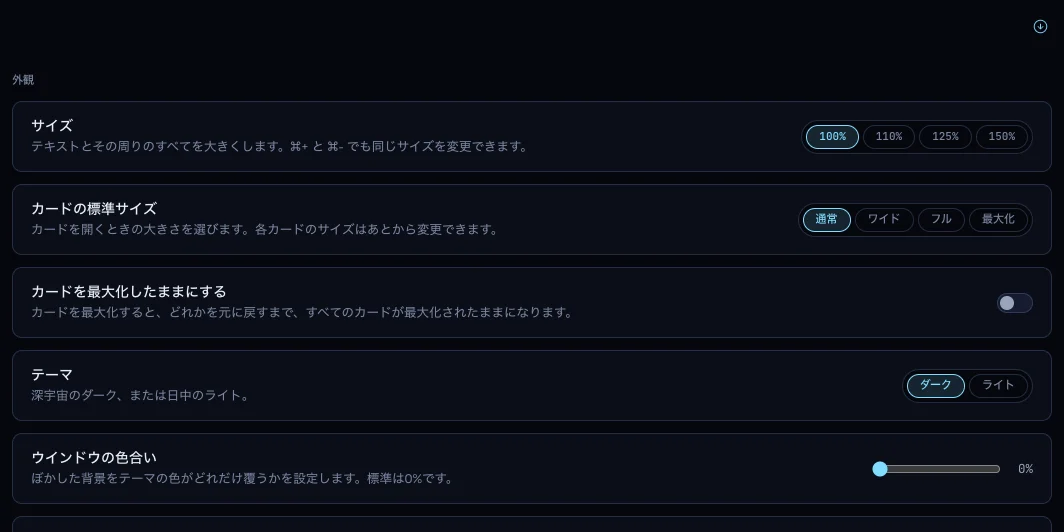 外観
サイズ
テキストとその周りのすべてを大きくします。⌘+ と ⌘- でも同じサイズを変更できます。
100% 110% 125% 150%
カードの標準サイズ
カードを開くときの大きさを選びます。各カードのサイズはあとから変更できます。
通常 ワイド フル 最大化
カードを最大化したままにする
カードを最大化すると、どれかを元に戻すまで、すべてのカードが最大化されたままになります。
テーマ
深宇宙のダーク、または日中のライト。
ダーク ライト
ウインドウの色合い
ぼかした背景をテーマの色がどれだけ覆うかを設定します。標準は0%です。
0%